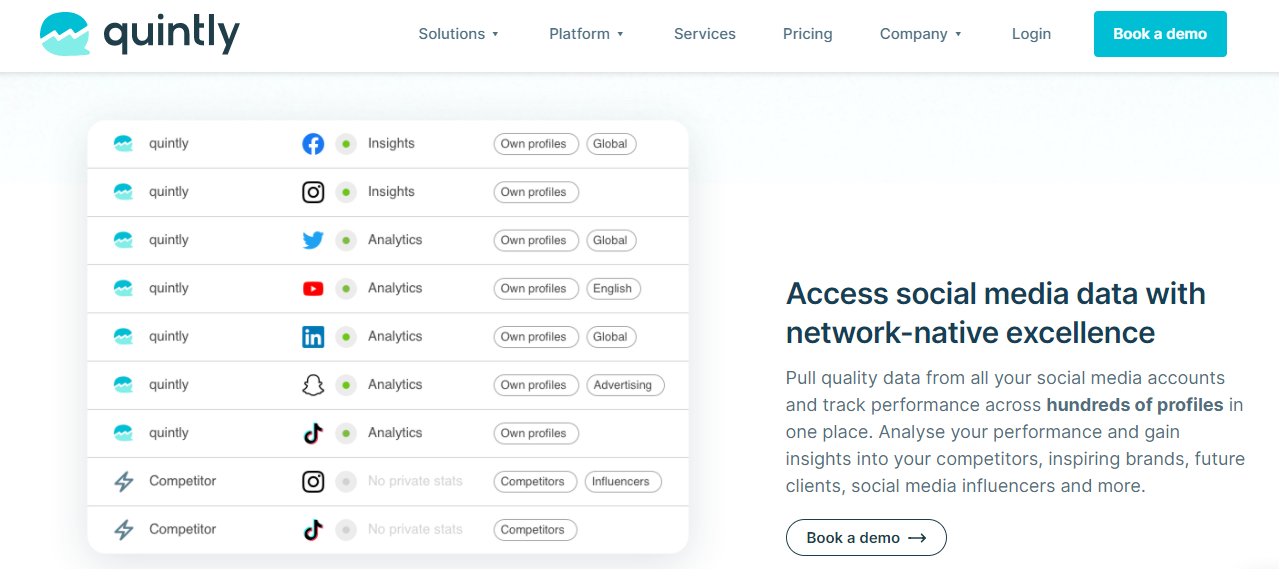 quintly
Solutions Platform Services Pricing Company Login Book a demo
quintly Insights Own profiles Global
quintly Insights Own profiles
quintly Analytics Own profiles Global
quintly Analytics Own profiles English
quintly Analytics Own profiles Global
quintly Analytics Own profiles Advertising
quintly Analytics Own profiles
Competitor No private stats Competitors Influencers
Competitor No private stats Competitors
Access social media data with
network-native excellence
Pull quality data from all your social media accounts
and track performance across hundreds of profiles in
one place. Analyse your performance and gain
insights into your competitors, inspiring brands, future
clients, social media influencers and more.
Book a demo